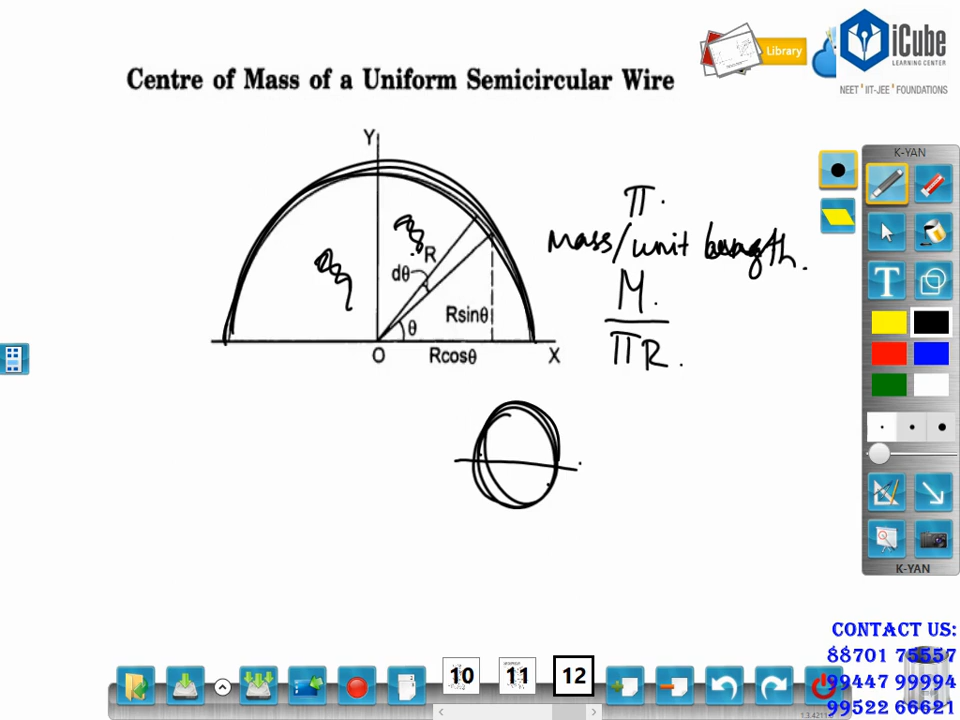 Library
iCube
LEARNING CENTER
NEET ' IIT-JEE ' FOUNDATIONS
Centre of Mass of a Uniform Semicircular Wire
Y
R
dθ
θ
Rsinθ
O
Rcosθ
X
π.
Mass/unit length.
M.
πR.
K-YAN
T
K-YAN
CONTACT US:
88701 75557
99447 99994
99522 66621
10
11
12